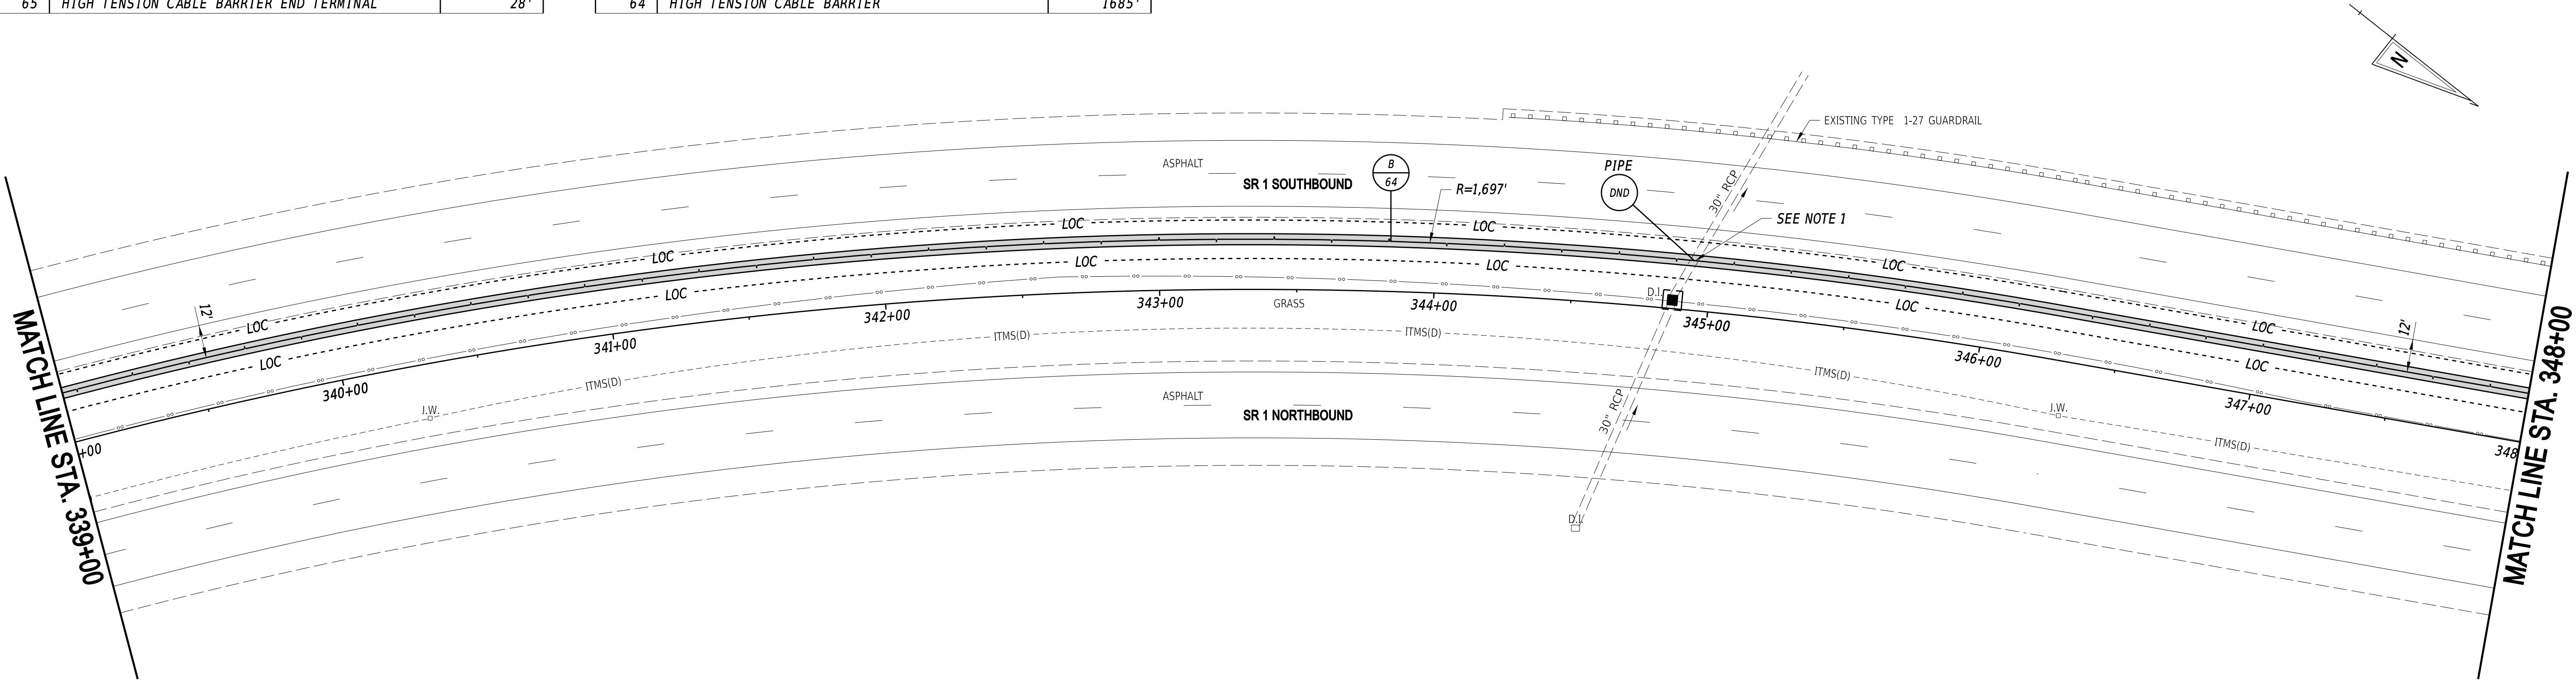 65 HIGH TENSION CABLE BARRIER END TERMINAL 28'
64 HIGH TENSION CABLE BARRIER 1685'
N
EXISTING TYPE 1-27 GUARDRAIL
ASPHALT
SR 1 SOUTHBOUND
B
64
R=1,697'
PIPE
DND
30" RCP
SEE NOTE 1
LOC
LOC
LOC
LOC
LOC
LOC
12'
LOC
LOC
LOC
LOC
LOC
LOC
12'
D.I.
GRASS
+00
340+00
341+00
342+00
343+00
344+00
345+00
346+00
347+00
348
ITMS(D)
ITMS(D)
ITMS(D)
ITMS(D)
ITMS(D)
J.W.
J.W.
ASPHALT
SR 1 NORTHBOUND
30" RCP
D.I.
MATCH LINE STA. 339+00
MATCH LINE STA. 348+00